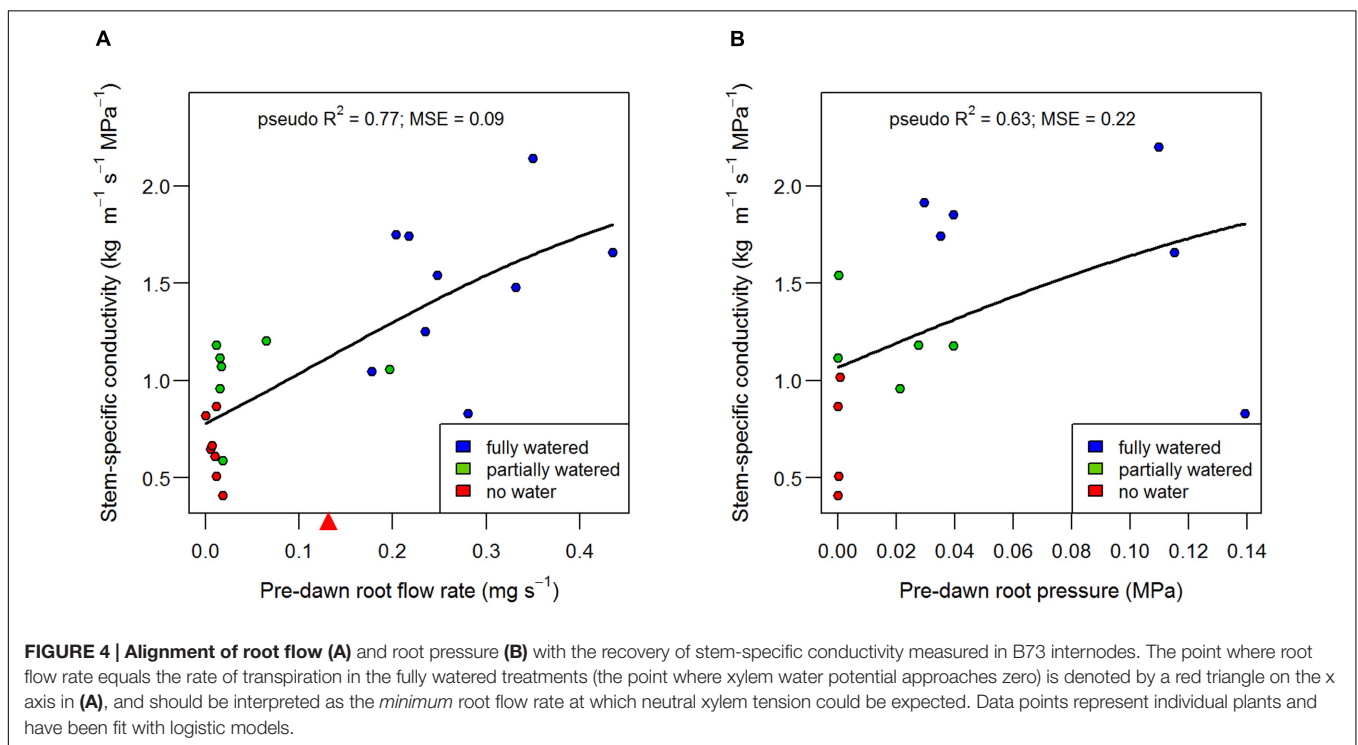 A
B
Stem-specific conductivity (kg m⁻¹ s⁻¹ MPa⁻¹)
pseudo R² = 0.77; MSE = 0.09
2.0
1.5
1.0
0.5
fully watered
partially watered
no water
0.0 0.1 0.2 0.3 0.4
Pre-dawn root flow rate (mg s⁻¹)
Stem-specific conductivity (kg m⁻¹ s⁻¹ MPa⁻¹)
pseudo R² = 0.63; MSE = 0.22
2.0
1.5
1.0
0.5
fully watered
partially watered
no water
0.00 0.02 0.04 0.06 0.08 0.10 0.12 0.14
Pre-dawn root pressure (MPa)
FIGURE 4 | Alignment of root flow (A) and root pressure (B) with the recovery of stem-specific conductivity measured in B73 internodes. The point where root
flow rate equals the rate of transpiration in the fully watered treatments (the point where xylem water potential approaches zero) is denoted by a red triangle on the x
axis in (A), and should be interpreted as the minimum root flow rate at which neutral xylem tension could be expected. Data points represent individual plants and
have been fit with logistic models.